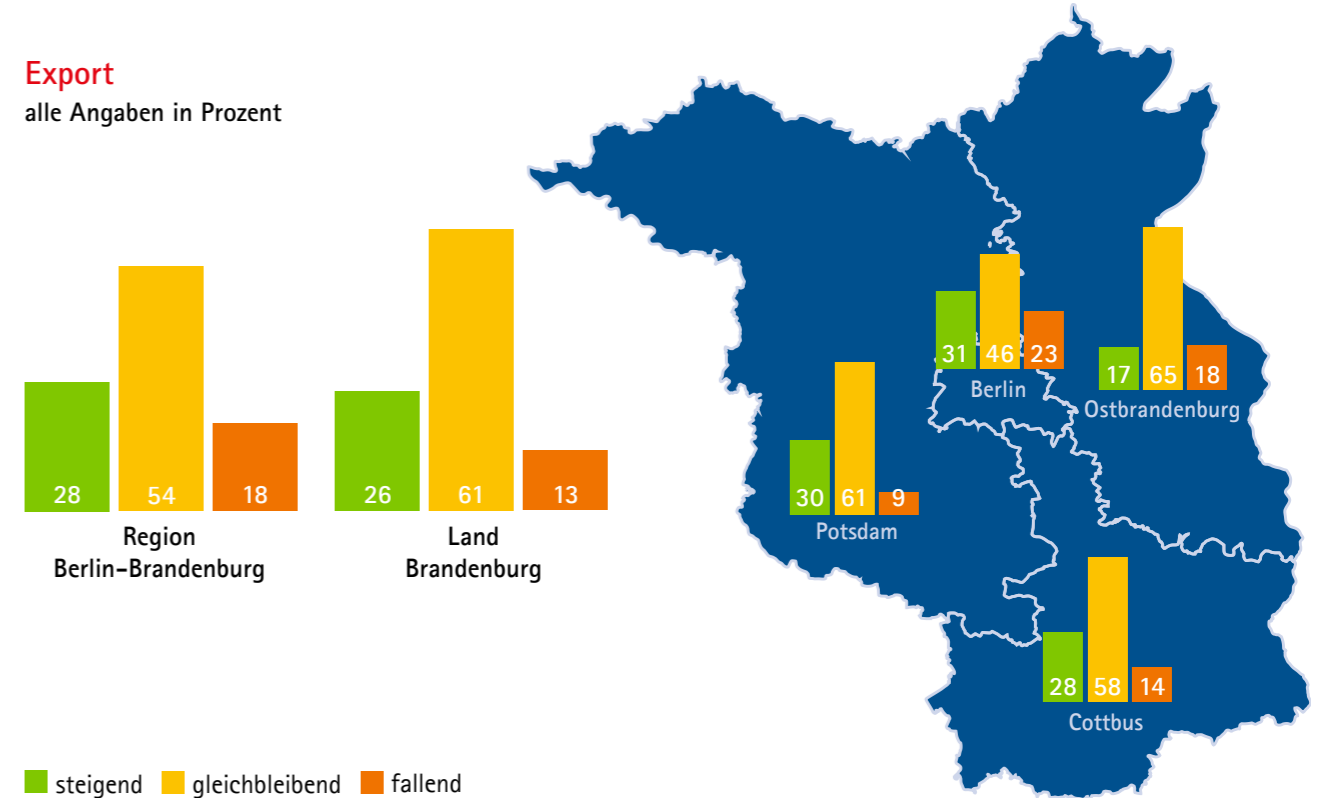 Export
alle Angaben in Prozent
28 54 18
Region
Berlin-Brandenburg
26 61 13
Land
Brandenburg
31 46 23
Berlin
17 65 18
Ostbrandenburg
30 61 9
Potsdam
28 58 14
Cottbus
steigend gleichbleibend fallend